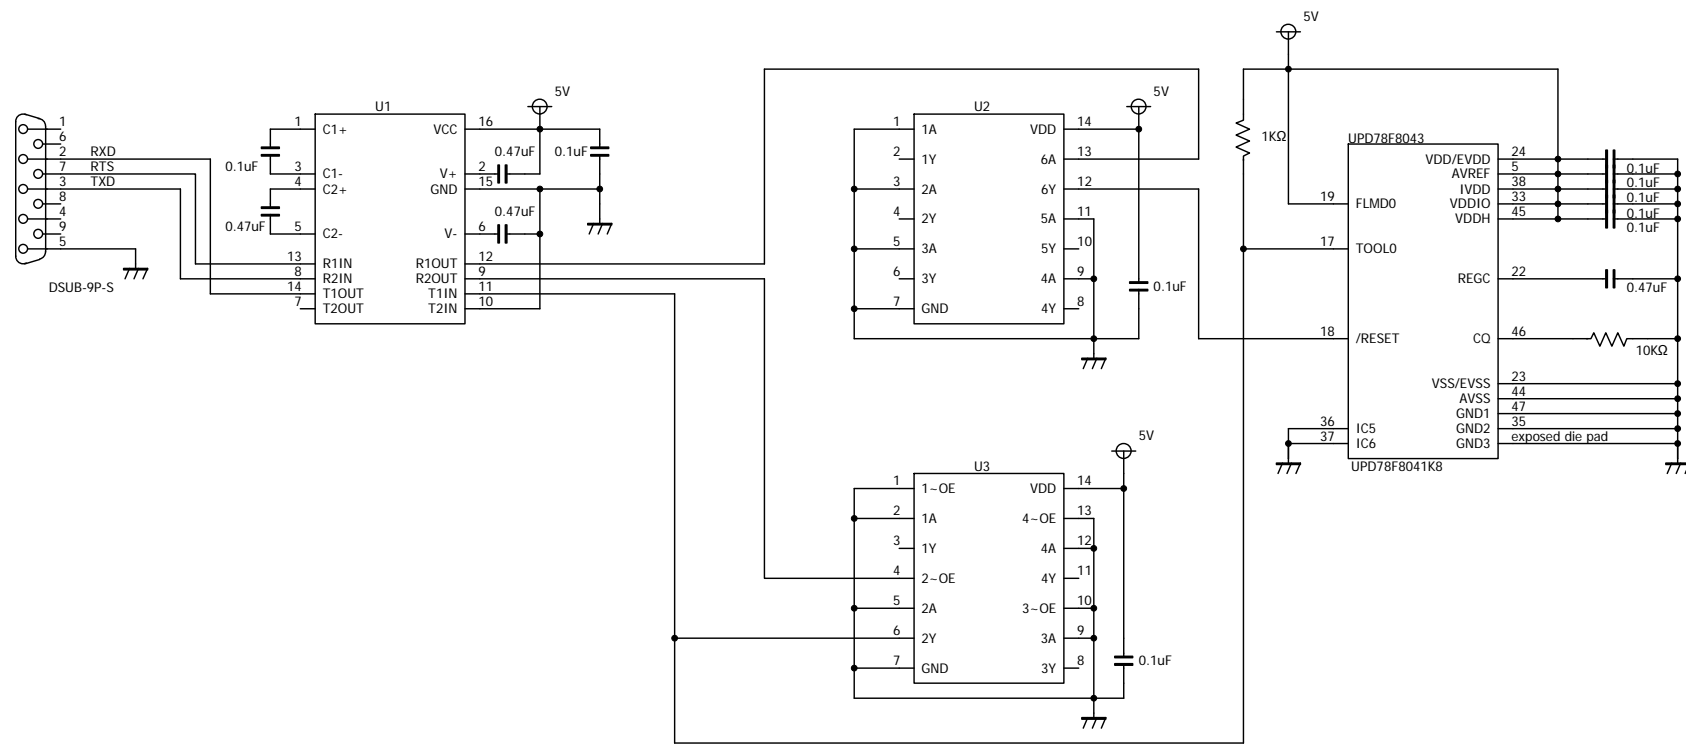 5V
1
6
2 RXD
7 RTS
3 TXD
8
4
9
5
DSUB-9P-S
U1
5V
1 C1+ VCC 16
0.1uF
3 C1- V+ 2
0.47uF
0.1uF
4 C2+ GND 15
0.47uF
5 C2- V- 6
0.47uF
13 R1IN R1OUT 12
8 R2IN R2OUT 9
14 T1OUT T1IN 11
7 T2OUT T2IN 10
U2
5V
1 1A VDD 14
2 1Y 6A 13
3 2A 6Y 12
4 2Y 5A 11
5 3A 5Y 10
6 3Y 4A 9
7 GND 4Y 8
0.1uF
U3
5V
1 1~OE VDD 14
2 1A 4~OE 13
3 1Y 4A 12
4 2~OE 4Y 11
5 2A 3~OE 10
6 2Y 3A 9
7 GND 3Y 8
0.1uF
1KΩ
UPD78F8043
VDD/EVDD 24
0.1uF
AVREF 5
0.1uF
IVDD 38
0.1uF
19 FLMD0 VDDIO 33
0.1uF
VDDH 45
0.1uF
17 TOOL0
REGC 22
0.47uF
18 /RESET CQ 46
10KΩ
VSS/EVSS 23
AVSS 44
GND1 47
36 IC5 GND2 35
37 IC6 GND3 exposed die pad
UPD78F8041K8